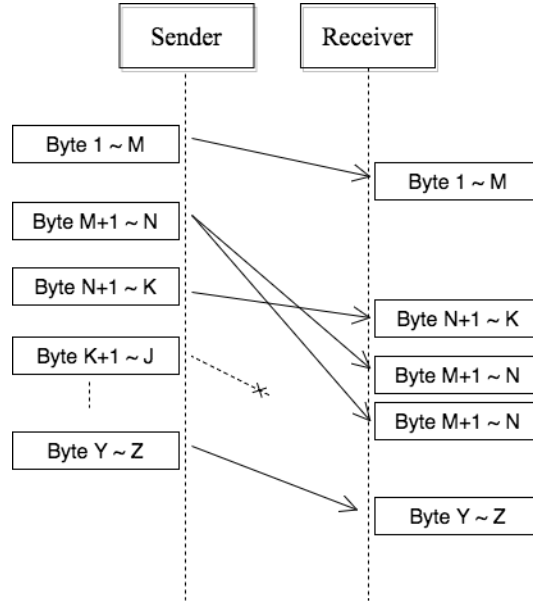 Sender
Receiver
Byte 1 ~ M
Byte 1 ~ M
Byte M+1 ~ N
Byte N+1 ~ K
Byte N+1 ~ K
Byte K+1 ~ J
Byte M+1 ~ N
Byte M+1 ~ N
Byte Y ~ Z
Byte Y ~ Z